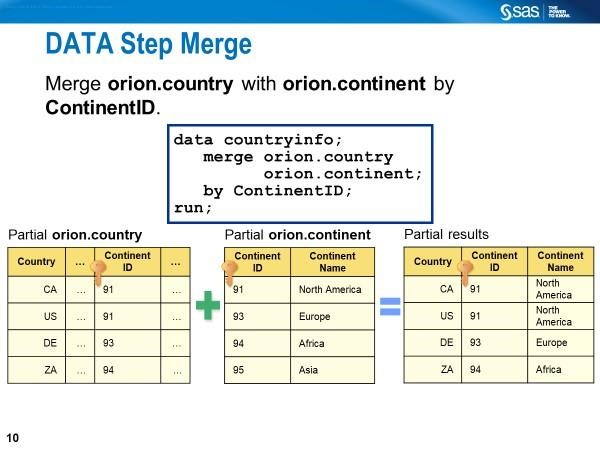 sas THE POWER TO KNOW.
DATA Step Merge
Merge orion.country with orion.continent by
ContinentID.
data countryinfo;
merge orion.country
orion.continent;
by ContinentID;
run;
Partial orion.country
Country ... Continent ID ...
CA ... 91 ...
US ... 91 ...
DE ... 93 ...
ZA ... 94 ...
Partial orion.continent
Continent ID Continent Name
91 North America
93 Europe
94 Africa
95 Asia
Partial results
Country Continent ID Continent Name
CA 91 North America
US 91 North America
DE 93 Europe
ZA 94 Africa
10